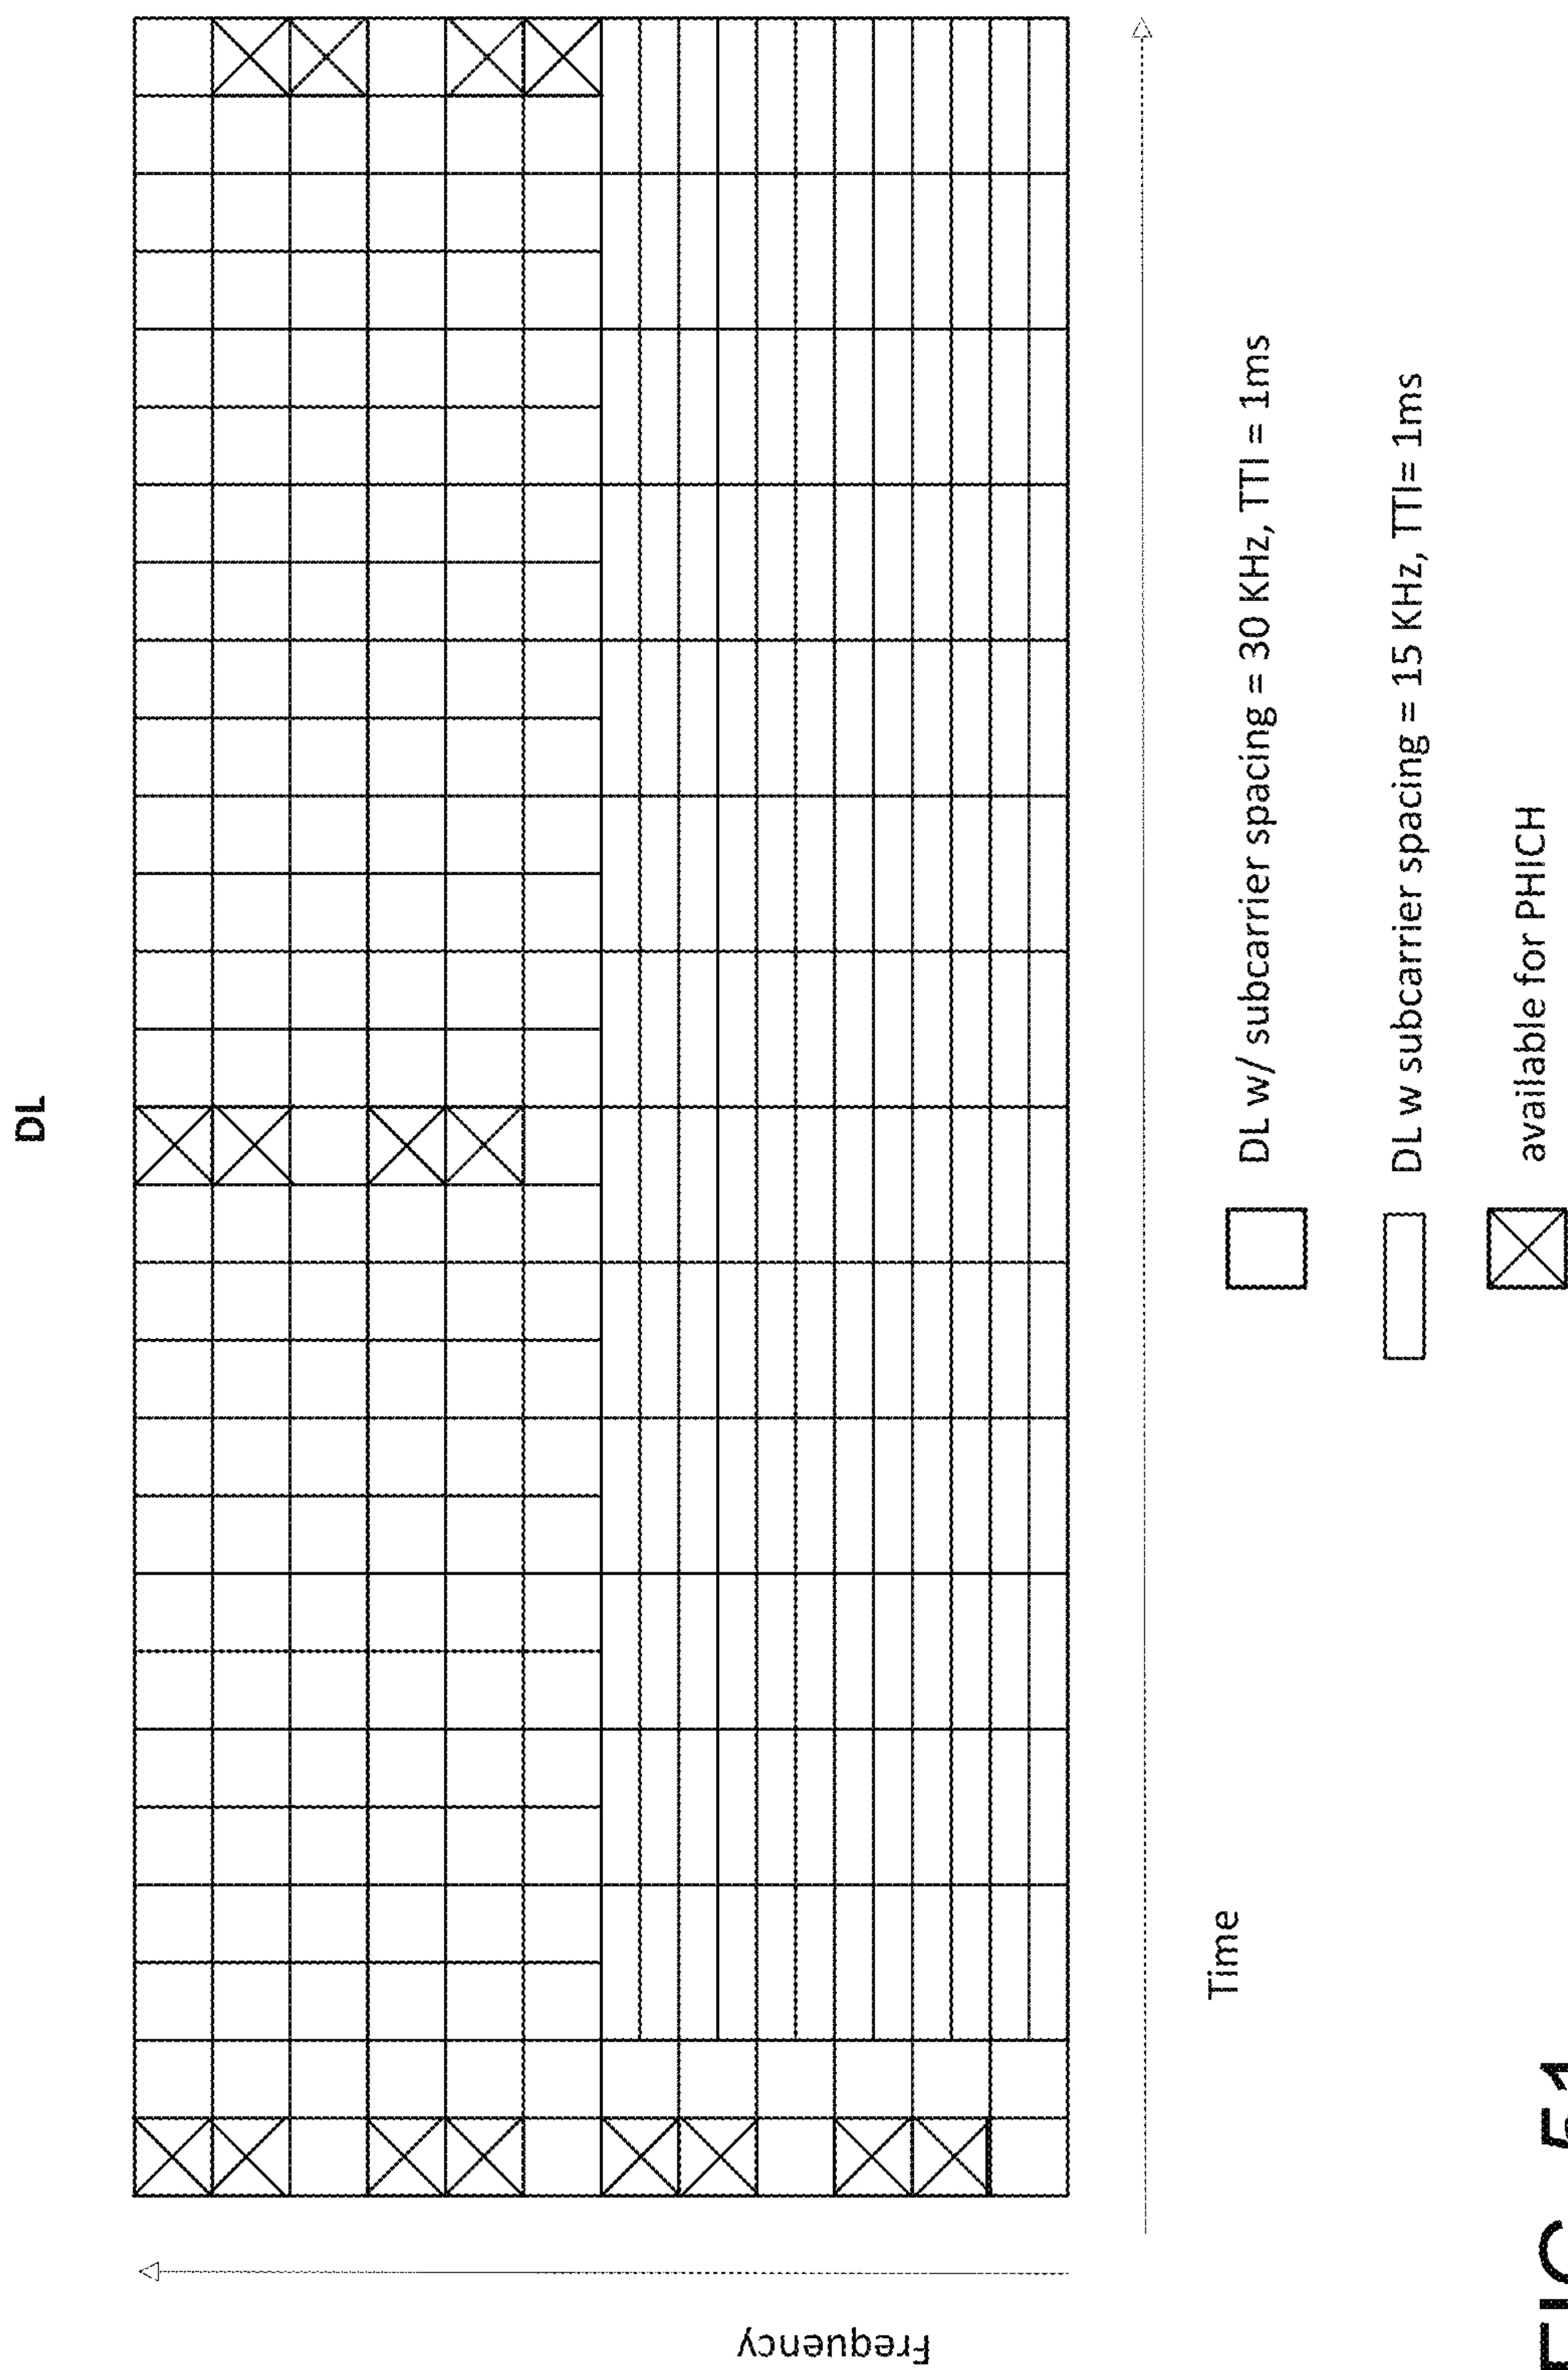 DL
Frequency
Time
DL w/ subcarrier spacing = 30 KHz, TTI = 1ms
DL w subcarrier spacing = 15 KHz, TTI= 1ms
available for PHICH